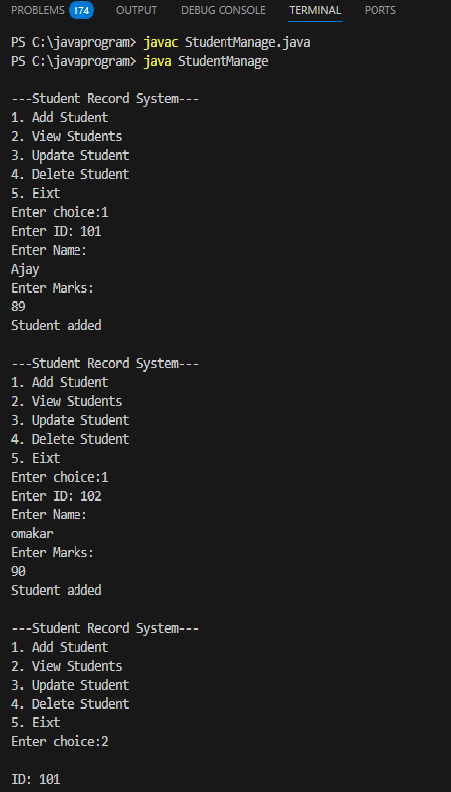 PROBLEMS 174 OUTPUT DEBUG CONSOLE TERMINAL PORTS
PS C:\javaprogram> javac StudentManage.java
PS C:\javaprogram> java StudentManage
---Student Record System---
1. Add Student
2. View Students
3. Update Student
4. Delete Student
5. Eixt
Enter choice:1
Enter ID: 101
Enter Name:
Ajay
Enter Marks:
89
Student added
---Student Record System---
1. Add Student
2. View Students
3. Update Student
4. Delete Student
5. Eixt
Enter choice:1
Enter ID: 102
Enter Name:
omakar
Enter Marks:
90
Student added
---Student Record System---
1. Add Student
2. View Students
3. Update Student
4. Delete Student
5. Eixt
Enter choice:2
ID: 101